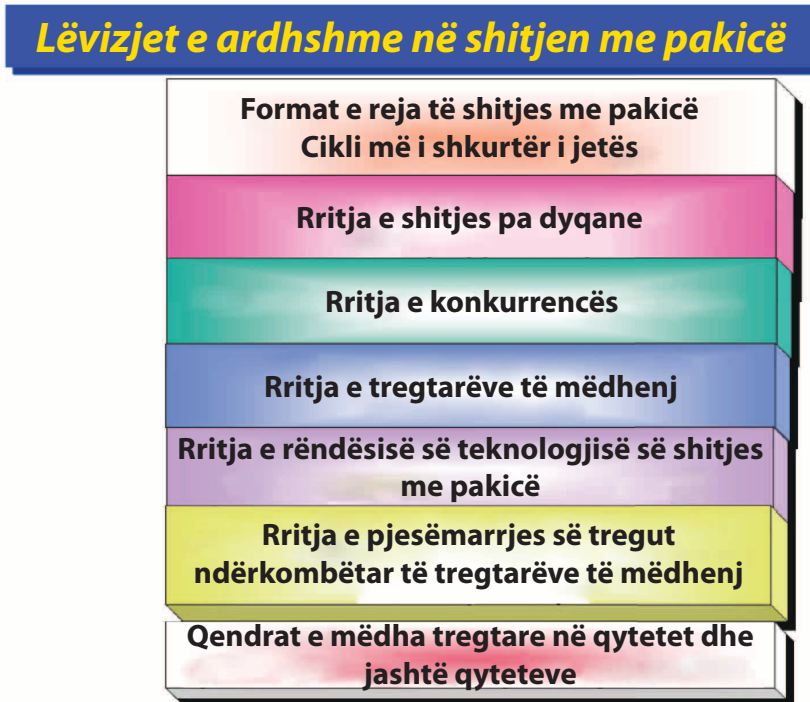 Lëvizjet e ardhshme në shitjen me pakicë
Format e reja të shitjes me pakicë
Cikli më i shkurtër i jetës
Rritja e shitjes pa dyqane
Rritja e konkurrencës
Rritja e tregtarëve të mëdhenj
Rritja e rëndësisë së teknologjisë së shitjes
me pakicë
Rritja e pjesëmarrjes së tregut
ndërkombëtar të tregtarëve të mëdhenj
Qendrat e mëdha tregtare në qytetet dhe
jashtë qyteteve